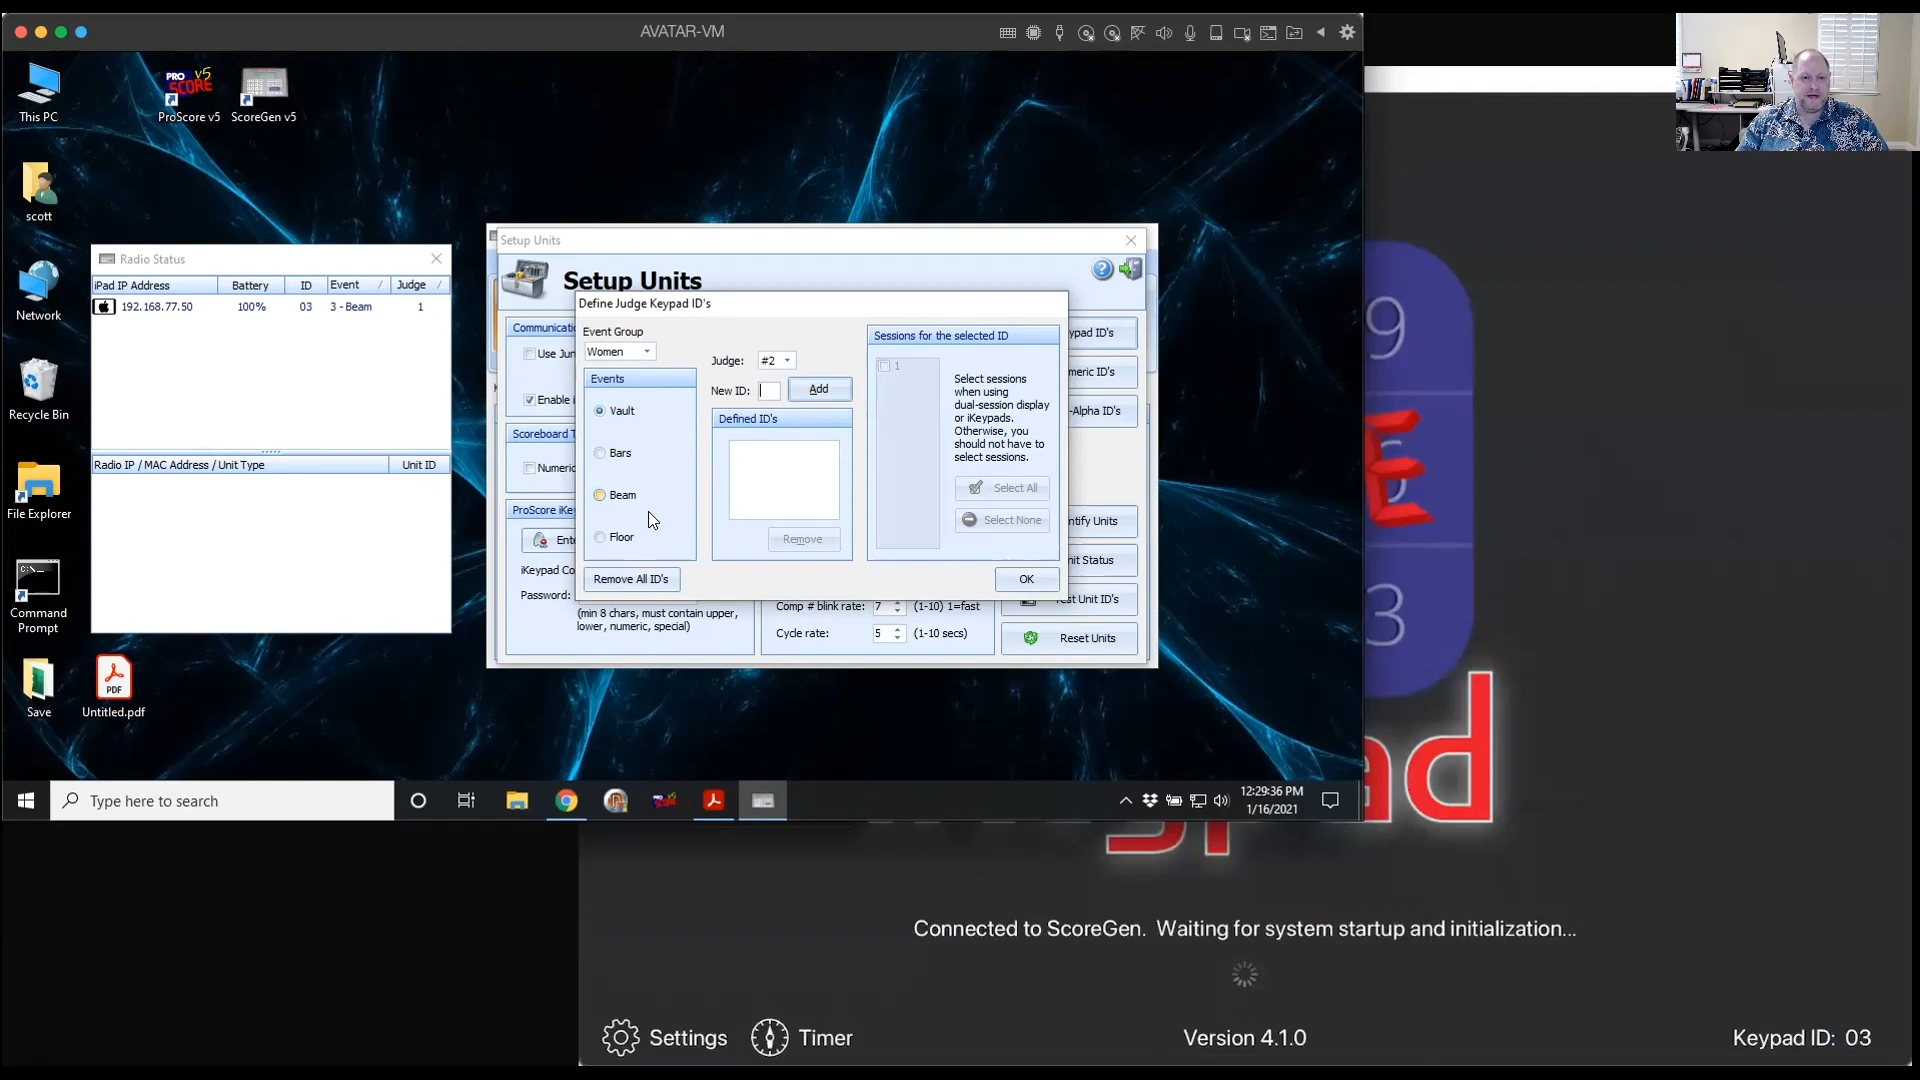 AVATAR-VM
This PC
PRO v5
SCORE
ProScore v5
ScoreGen v5
scott
Network
Recycle Bin
File Explorer
C:\
Command
Prompt
Save
PDF
Untitled.pdf
Radio Status
iPad IP Address
Battery
ID
Event /
Judge /
192.168.77.50
100%
03
3 - Beam
1
Radio IP / MAC Address / Unit Type
Unit ID
Setup Units
Setup Units
Communicatio
Use Jun
Enable i
Scoreboard T
Numeric
ProScore iKey
Ente
iKeypad Co
Password:
(min 8 chars, must contain upper,
lower, numeric, special)
Comp # blink rate: 7 (1-10) 1=fast
Cycle rate: 5 (1-10 secs)
ypad ID's
meric ID's
-Alpha ID's
ntify Units
nit Status
est Unit ID's
Reset Units
Define Judge Keypad ID's
Event Group
Women
Events
Vault
Bars
Beam
Floor
Remove All ID's
Judge: #2
New ID:
Add
Defined ID's
Remove
Sessions for the selected ID
1
Select sessions
when using
dual-session display
or iKeypads.
Otherwise, you
should not have to
select sessions.
Select All
Select None
OK
Type here to search
12:29:36 PM
1/16/2021
9
E
3
ad
Connected to ScoreGen. Waiting for system startup and initialization...
Settings
Timer
Version 4.1.0
Keypad ID: 03